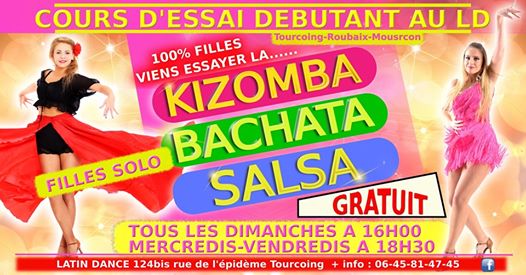 COURS D'ESSAI DEBUTANT AU LD
Tourcoing-Roubaix-Mousrcon
100% FILLES
VIENS ESSAYER LA......
KIZOMBA
BACHATA
FILLES SOLO
SALSA
GRATUIT
TOUS LES DIMANCHES A 16H00
MERCREDIS-VENDREDIS A 18H30
LATIN DANCE 124bis rue de l'épidème Tourcoing + info : 06-45-81-47-45